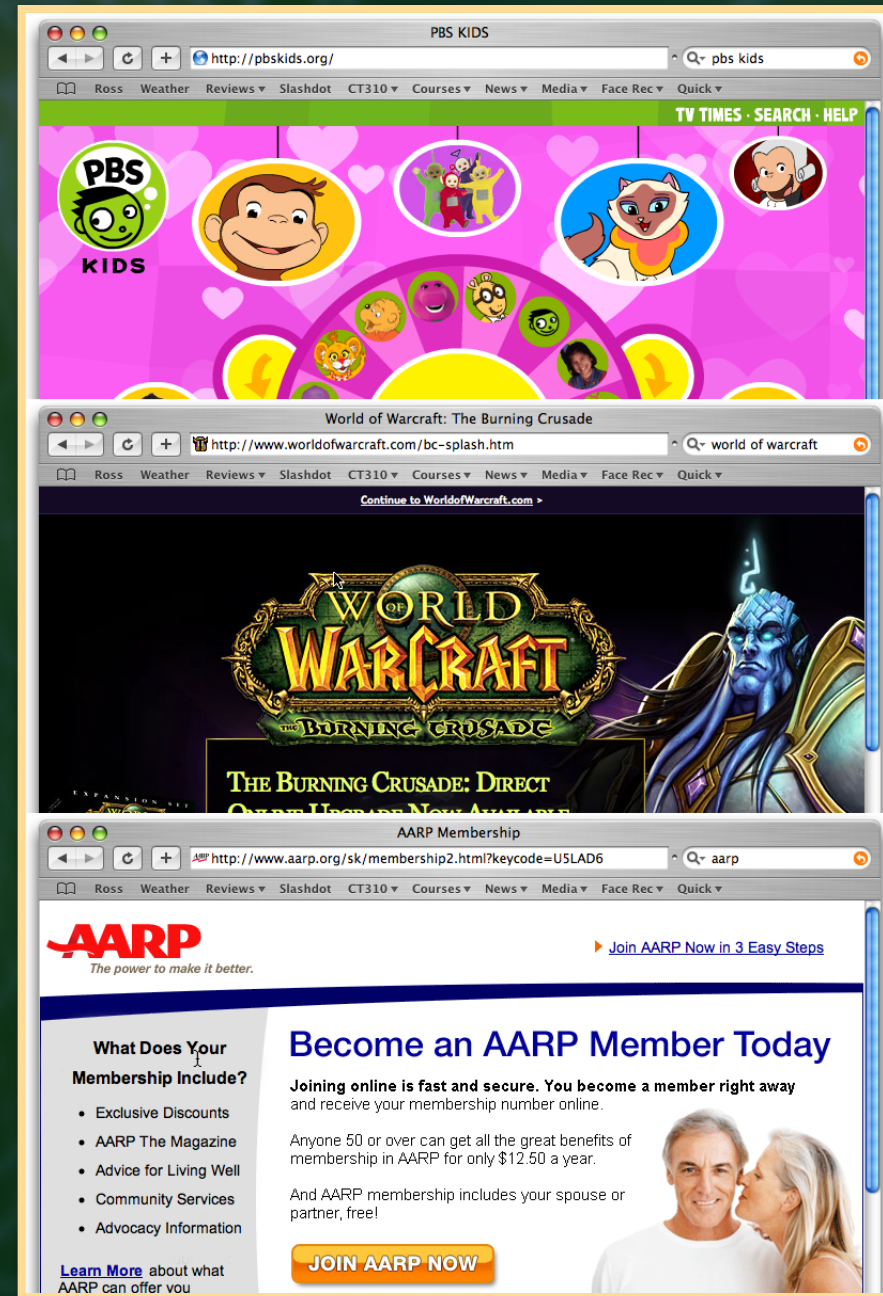 PBS KIDS
http://pbskids.org/
pbs kids
Ross Weather Reviews Slashdot CT310 Courses News Media Face Rec Quick
TV TIMES · SEARCH · HELP
PBS
KIDS
World of Warcraft: The Burning Crusade
http://www.worldofwarcraft.com/bc-splash.htm
world of warcraft
Ross Weather Reviews Slashdot CT310 Courses News Media Face Rec Quick
Continue to WorldofWarcraft.com >
WORLD
OF
WARCRAFT
THE BURNING CRUSADE
EXPANSION SET
THE BURNING CRUSADE: DIRECT
ONLINE UPGRADE NOW AVAILABLE
AARP Membership
AARP http://www.aarp.org/sk/membership2.html?keycode=U5LAD6
aarp
Ross Weather Reviews Slashdot CT310 Courses News Media Face Rec Quick
AARP
The power to make it better.
Join AARP Now in 3 Easy Steps
What Does Your
Membership Include?
• Exclusive Discounts
• AARP The Magazine
• Advice for Living Well
• Community Services
• Advocacy Information
Learn More about what
AARP can offer you
Become an AARP Member Today
Joining online is fast and secure. You become a member right away
and receive your membership number online.
Anyone 50 or over can get all the great benefits of
membership in AARP for only $12.50 a year.
And AARP membership includes your spouse or
partner, free!
JOIN AARP NOW